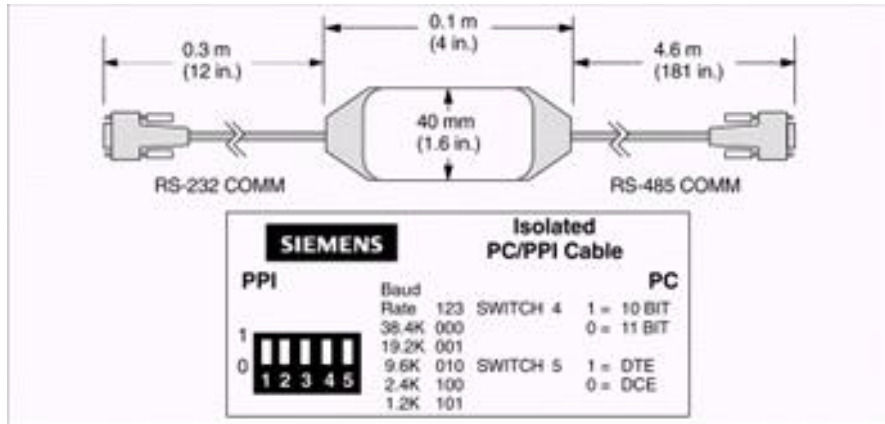 0.1 m
(4 in.)
0.3 m
(12 in.)
4.6 m
(181 in.)
40 mm
(1.6 in.)
RS-232 COMM
RS-485 COMM
SIEMENS
Isolated
PC/PPI Cable
PPI
PC
Baud
Rate 123 SWITCH 4 1 = 10 BIT
38.4K 000 0 = 11 BIT
19.2K 001
9.6K 010 SWITCH 5 1 = DTE
2.4K 100 0 = DCE
1.2K 101
1
0
1 2 3 4 5